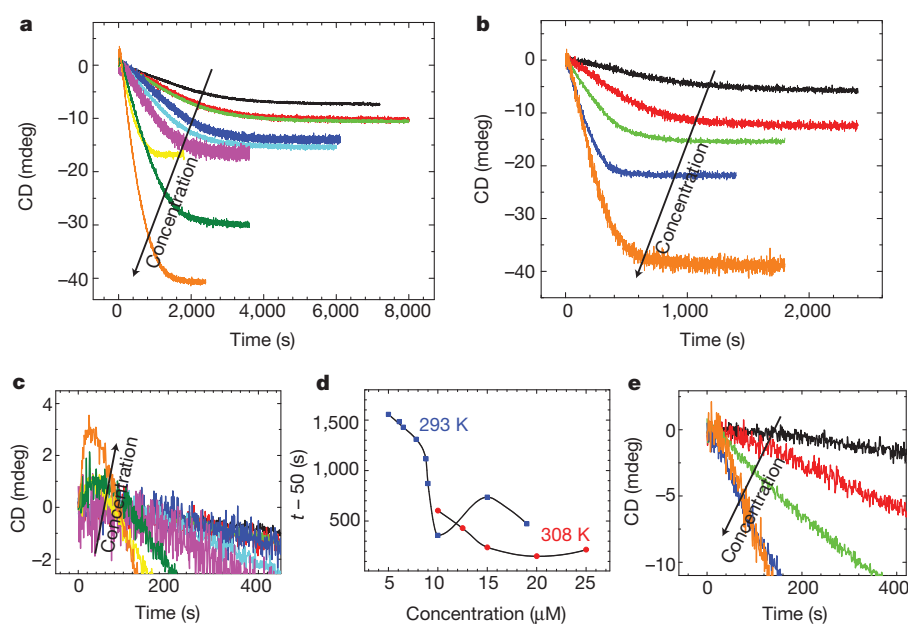 a
0
–10
–20
–30
–40
CD (mdeg)
Concentration
0
2,000
4,000
6,000
8,000
Time (s)
b
0
–10
–20
–30
–40
CD (mdeg)
Concentration
0
1,000
2,000
Time (s)
c
4
2
0
–2
CD (mdeg)
Concentration
0
200
400
Time (s)
d
1,500
1,000
500
t – 50 (s)
293 K
308 K
5
10
15
20
25
Concentration (μM)
e
0
–5
–10
CD (mdeg)
Concentration
0
200
400
Time (s)